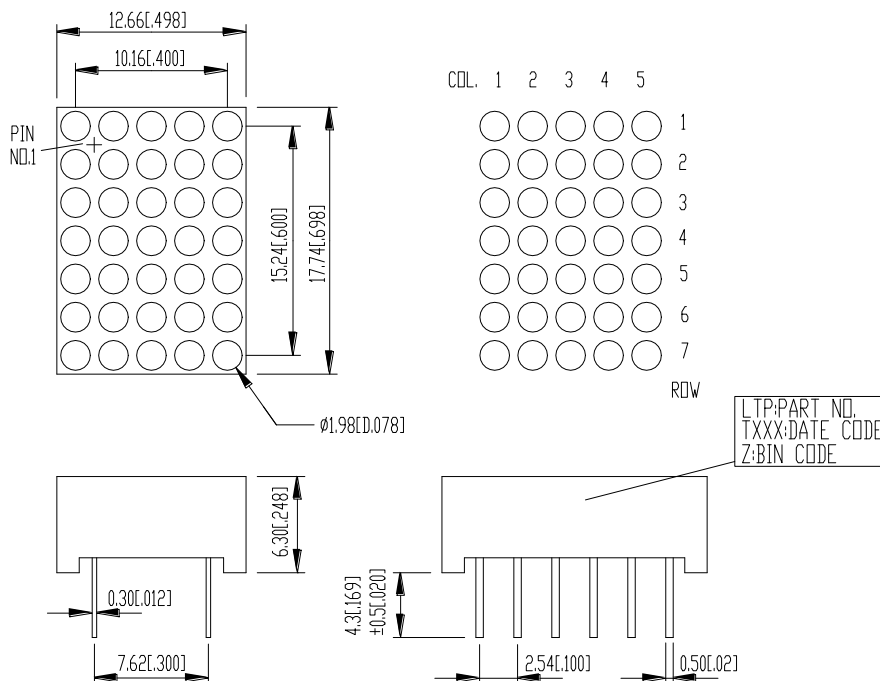 12.66[.498]
10.16[.400]
PIN
NO.1
15.24[.600]
17.74[.698]
Ø1.98[D.078]
COL. 1 2 3 4 5
1
2
3
4
5
6
7
ROW
LTP:PART NO.
TXXX:DATE CODE
Z:BIN CODE
6.30[.248]
0.30[.012]
7.62[.300]
4.3[.169]
±0.5[.020]
2.54[.100]
0.50[.02]